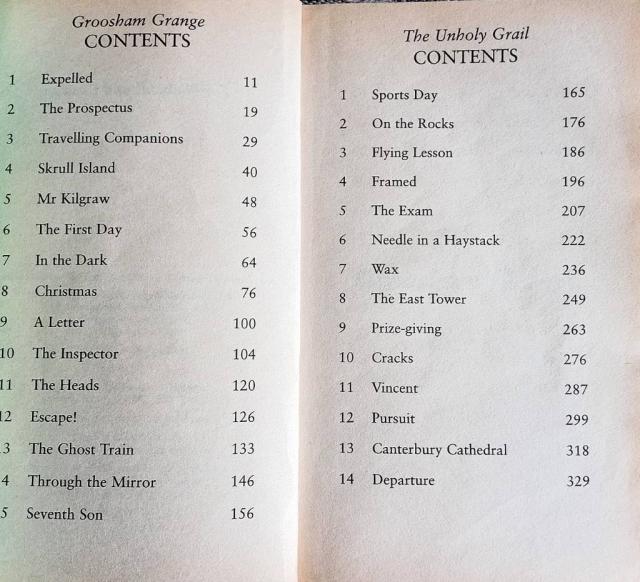 Groosham Grange
CONTENTS
1 Expelled 11
2 The Prospectus 19
3 Travelling Companions 29
4 Skrull Island 40
5 Mr Kilgraw 48
6 The First Day 56
7 In the Dark 64
8 Christmas 76
9 A Letter 100
10 The Inspector 104
11 The Heads 120
12 Escape! 126
3 The Ghost Train 133
4 Through the Mirror 146
5 Seventh Son 156
The Unholy Grail
CONTENTS
1 Sports Day 165
2 On the Rocks 176
3 Flying Lesson 186
4 Framed 196
5 The Exam 207
6 Needle in a Haystack 222
7 Wax 236
8 The East Tower 249
9 Prize-giving 263
10 Cracks 276
11 Vincent 287
12 Pursuit 299
13 Canterbury Cathedral 318
14 Departure 329